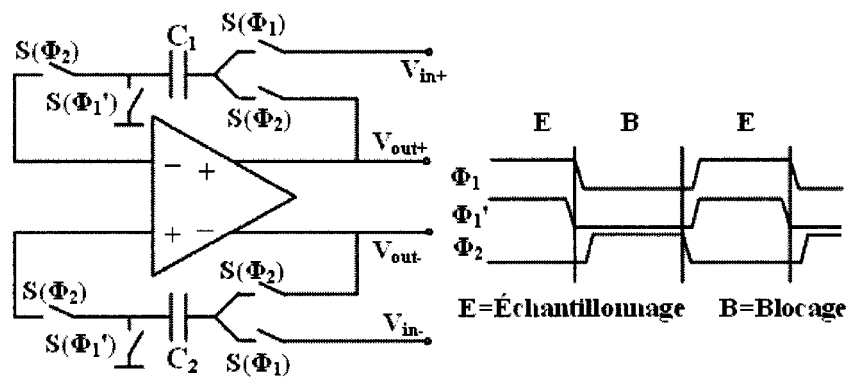 S(Φ₁)
C₁
S(Φ₂)
Vin+
S(Φ₁')
S(Φ₂)
Vout+
− +
+ −
Vout-
S(Φ₂)
S(Φ₂)
Vin-
S(Φ₁')
C₂
S(Φ₁)
E B E
Φ₁
Φ₁'
Φ₂
E=Échantillonnage B=Blocage